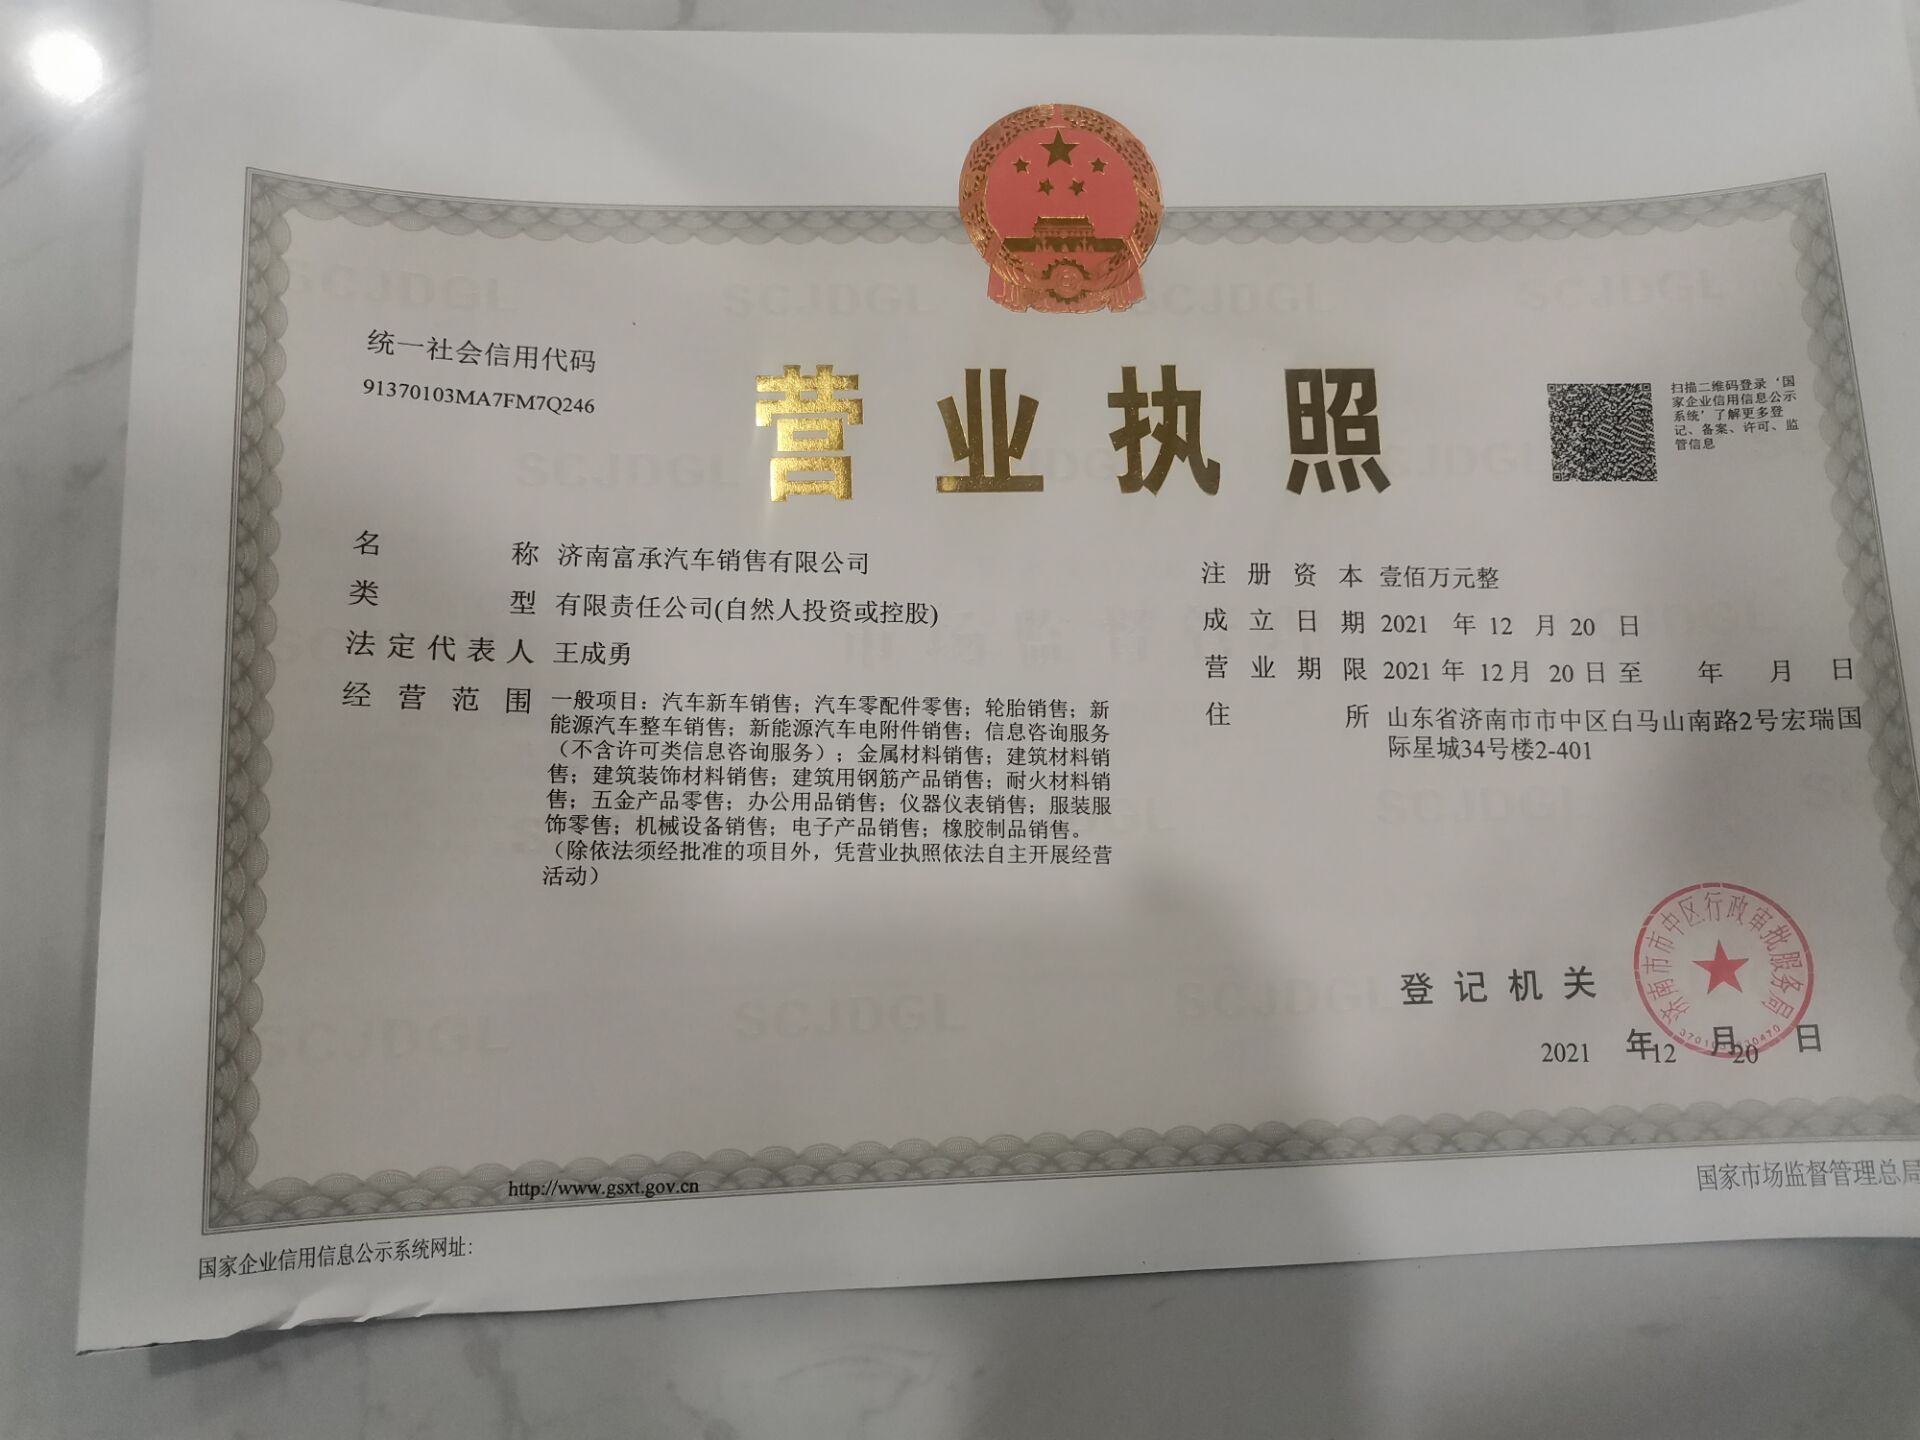 统一社会信用代码
91370103MA7FM7Q246
营业执照
扫描二维码登录‘国
家企业信用信息公示
系统’了解更多登
记、备案、许可、监
管信息
名称 济南富承汽车销售有限公司
类型 有限责任公司(自然人投资或控股)
法定代表人 王成勇
经营范围 一般项目：汽车新车销售；汽车零配件零售；轮胎销售；新
能源汽车整车销售；新能源汽车电附件销售；信息咨询服务
（不含许可类信息咨询服务）；金属材料销售；建筑材料销
售；建筑装饰材料销售；建筑用钢筋产品销售；耐火材料销
售；五金产品零售；办公用品销售；仪器仪表销售；服装服
饰零售；机械设备销售；电子产品销售；橡胶制品销售。
（除依法须经批准的项目外，凭营业执照依法自主开展经营
活动）
注册资本 壹佰万元整
成立日期 2021 年 12 月 20 日
营业期限 2021 年 12 月 20 日 至 年 月 日
住所 山东省济南市市中区白马山南路2号宏瑞国
际星城34号楼2-401
登记机关
济南市市中区行政审批服务局
2021 年 12 月 20 日
http://www.gsxt.gov.cn
国家企业信用信息公示系统网址：
国家市场监督管理总局
SCJDGL
SCJDGL
SCJDGL
SCJDGL
SCJDGL
SCJDGL
SCJDGL
市场监督